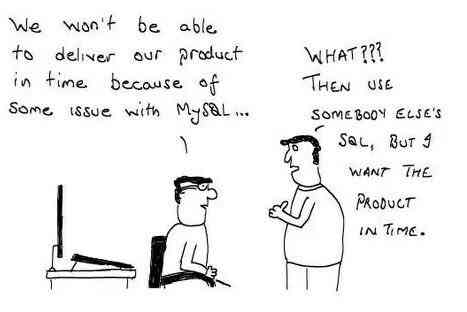 We won't be able
to deliver our product
in time because of
some issue with MySQL...
WHAT???
THEN USE
SOMEBODY ELSE'S
SQL, BUT I
WANT THE
PRODUCT
IN TIME.